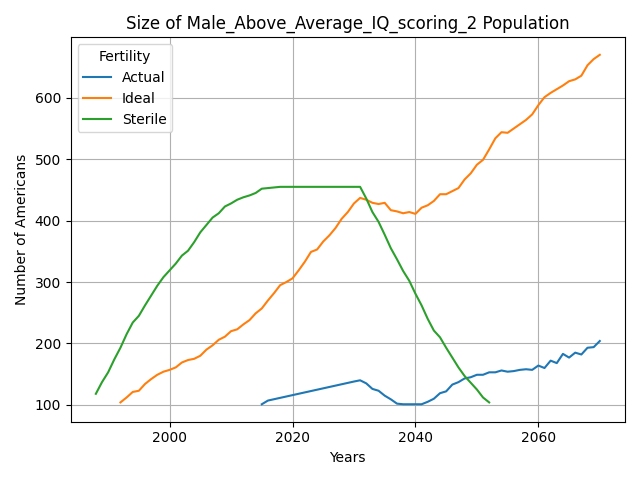 Size of Male_Above_Average_IQ_scoring_2 Population
Fertility
Actual
Ideal
Sterile
Number of Americans
600
500
400
300
200
100
2000
2020
2040
2060
Years